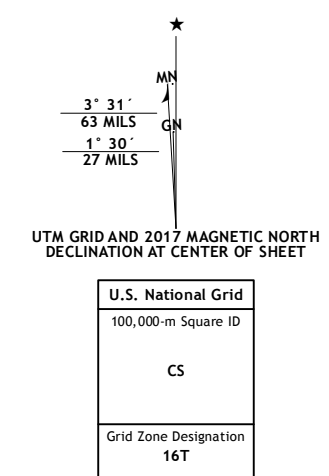 MN
3° 31´
63 MILS
GN
1° 30´
27 MILS
UTM GRID AND 2017 MAGNETIC NORTH
DECLINATION AT CENTER OF SHEET
U.S. National Grid
100,000-m Square ID
CS
Grid Zone Designation
16T